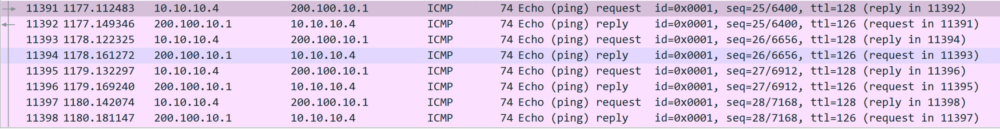 11391 1177.112483 10.10.10.4 200.100.10.1 ICMP 74 Echo (ping) request id=0x0001, seq=25/6400, ttl=128 (reply in 11392)
11392 1177.149346 200.100.10.1 10.10.10.4 ICMP 74 Echo (ping) reply id=0x0001, seq=25/6400, ttl=126 (request in 11391)
11393 1178.122325 10.10.10.4 200.100.10.1 ICMP 74 Echo (ping) request id=0x0001, seq=26/6656, ttl=128 (reply in 11394)
11394 1178.161272 200.100.10.1 10.10.10.4 ICMP 74 Echo (ping) reply id=0x0001, seq=26/6656, ttl=126 (request in 11393)
11395 1179.132297 10.10.10.4 200.100.10.1 ICMP 74 Echo (ping) request id=0x0001, seq=27/6912, ttl=128 (reply in 11396)
11396 1179.169240 200.100.10.1 10.10.10.4 ICMP 74 Echo (ping) reply id=0x0001, seq=27/6912, ttl=126 (request in 11395)
11397 1180.142074 10.10.10.4 200.100.10.1 ICMP 74 Echo (ping) request id=0x0001, seq=28/7168, ttl=128 (reply in 11398)
11398 1180.181147 200.100.10.1 10.10.10.4 ICMP 74 Echo (ping) reply id=0x0001, seq=28/7168, ttl=126 (request in 11397)